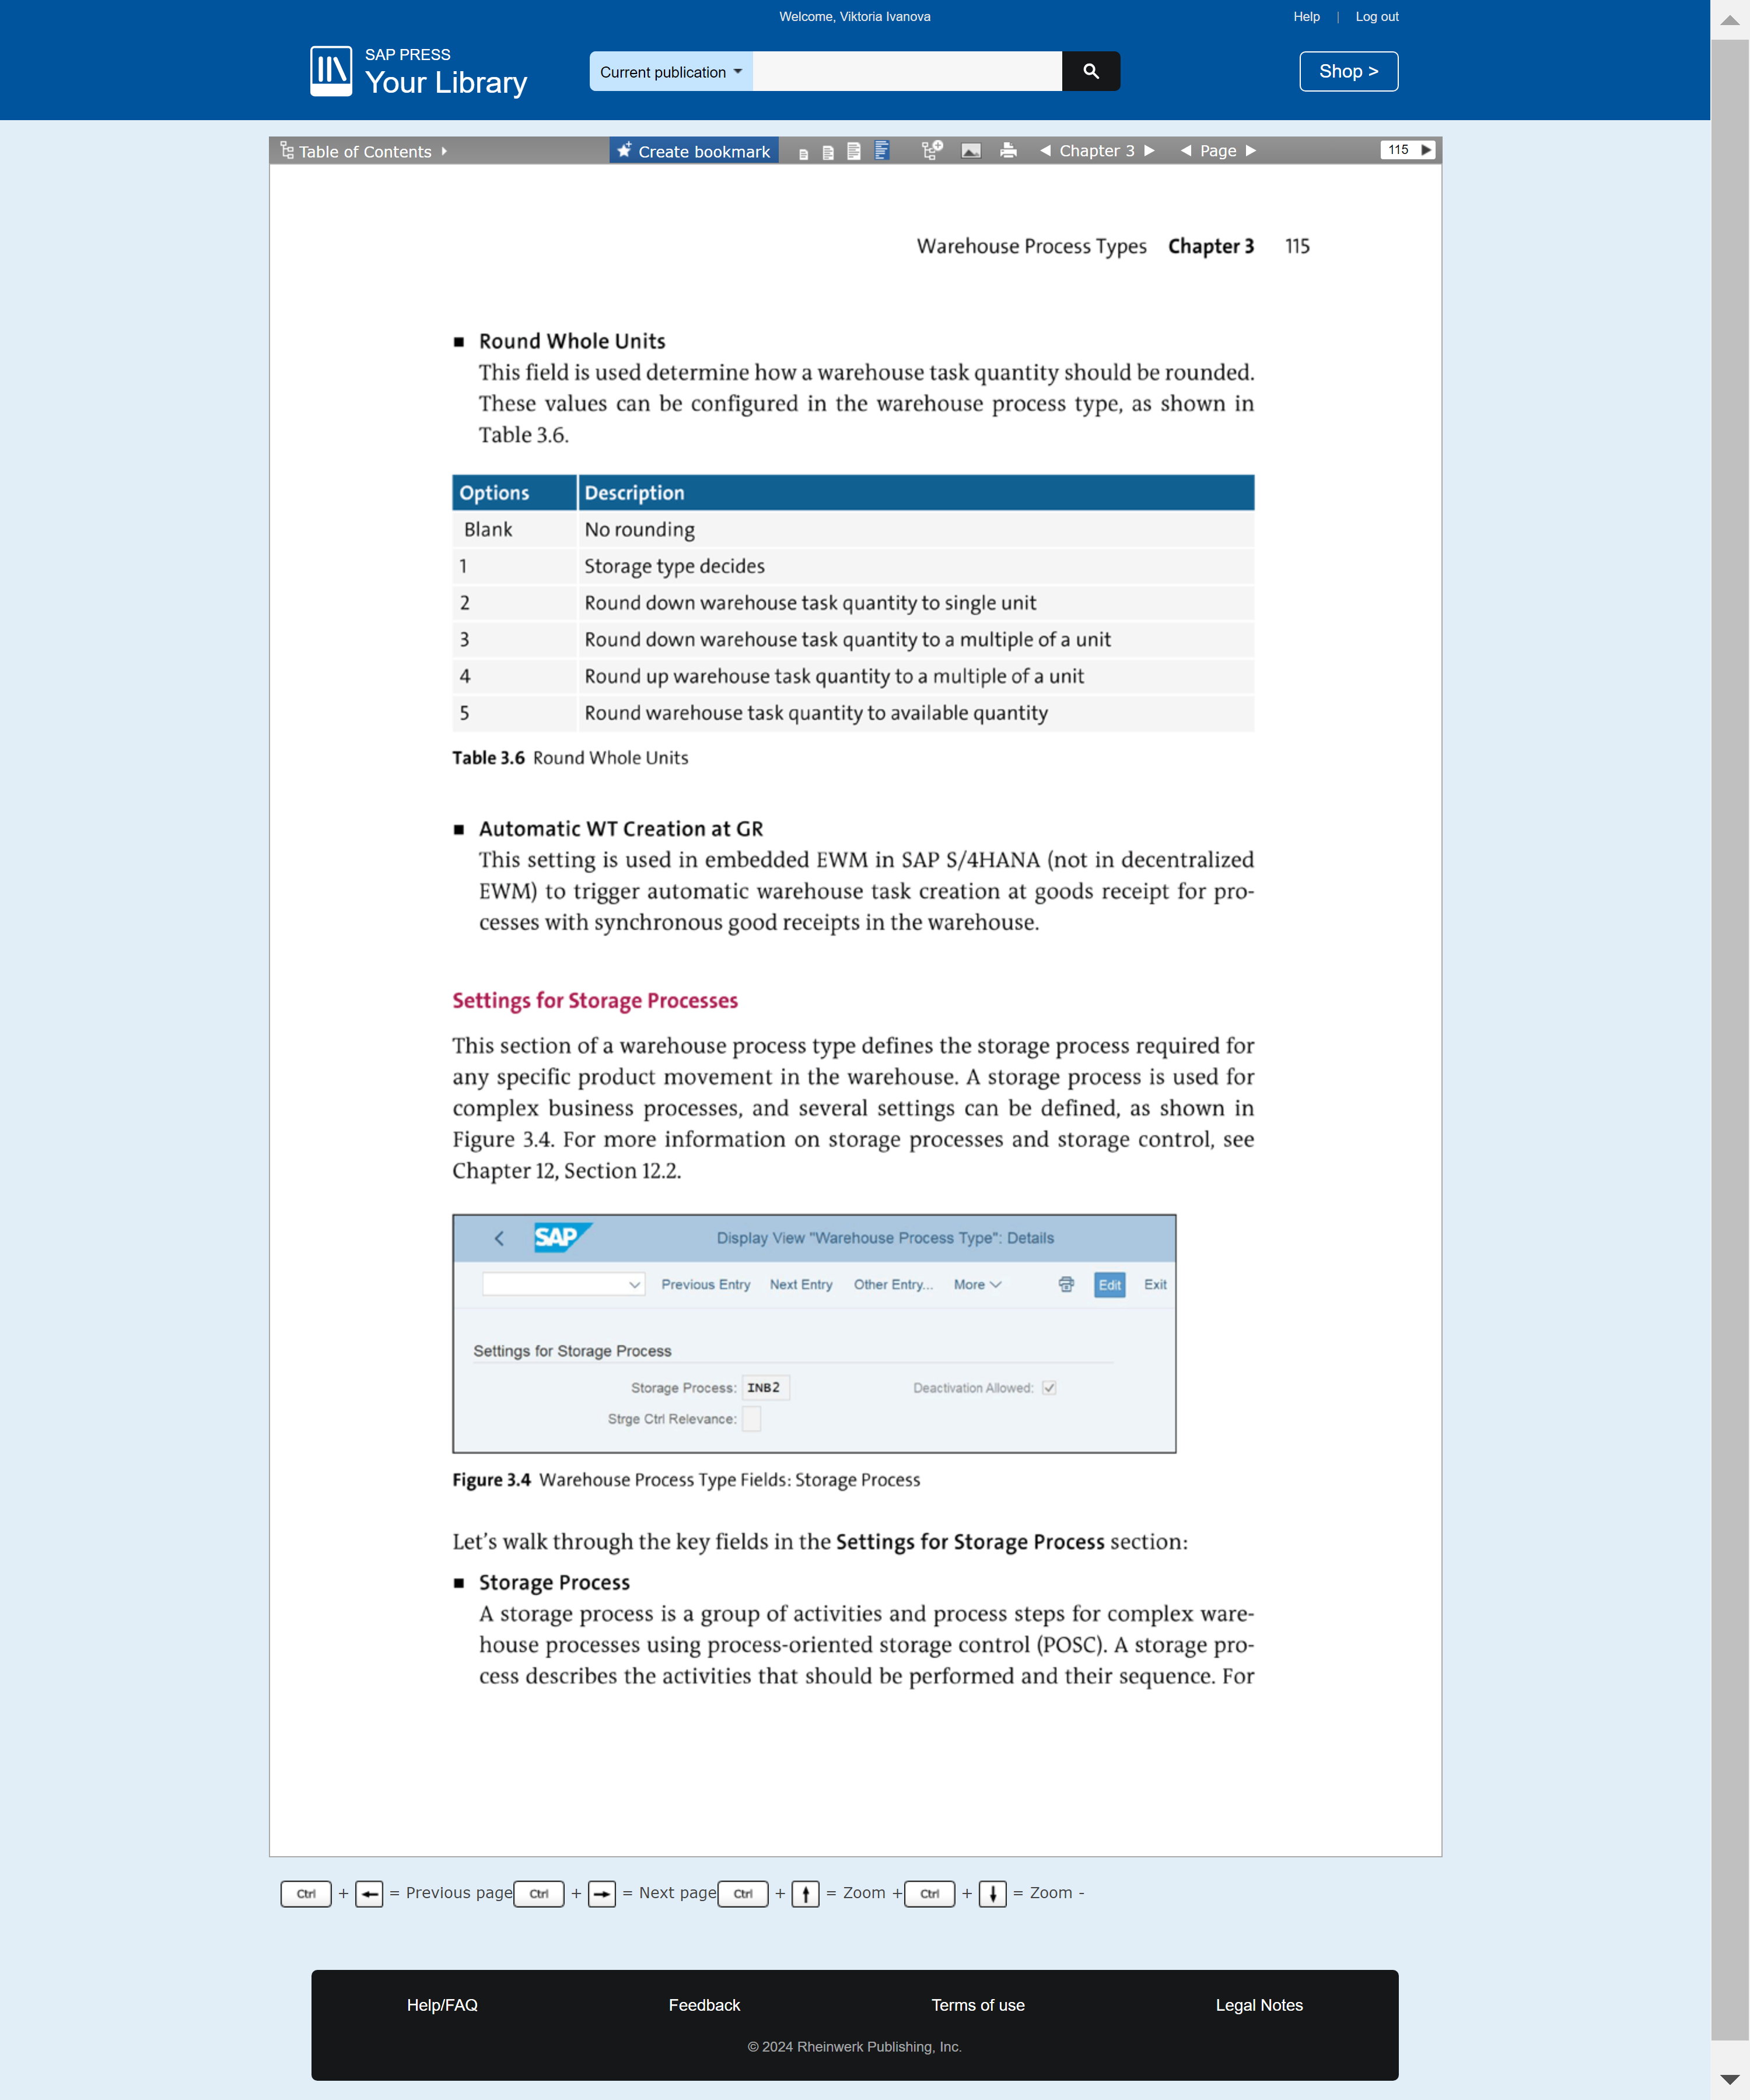 Welcome, Viktoria Ivanova
Help | Log out
SAP PRESS
Your Library
Current publication
Shop >
Table of Contents
Create bookmark
Chapter 3
Page
115
Warehouse Process Types Chapter 3 115
■ Round Whole Units
This field is used determine how a warehouse task quantity should be rounded.
These values can be configured in the warehouse process type, as shown in
Table 3.6.
Options Description
Blank No rounding
1 Storage type decides
2 Round down warehouse task quantity to single unit
3 Round down warehouse task quantity to a multiple of a unit
4 Round up warehouse task quantity to a multiple of a unit
5 Round warehouse task quantity to available quantity
Table 3.6 Round Whole Units
■ Automatic WT Creation at GR
This setting is used in embedded EWM in SAP S/4HANA (not in decentralized
EWM) to trigger automatic warehouse task creation at goods receipt for pro-
cesses with synchronous good receipts in the warehouse.
Settings for Storage Processes
This section of a warehouse process type defines the storage process required for
any specific product movement in the warehouse. A storage process is used for
complex business processes, and several settings can be defined, as shown in
Figure 3.4. For more information on storage processes and storage control, see
Chapter 12, Section 12.2.
SAP Display View "Warehouse Process Type": Details
Previous Entry Next Entry Other Entry... More Edit Exit
Settings for Storage Process
Storage Process: INB2 Deactivation Allowed:
Strge Ctrl Relevance:
Figure 3.4 Warehouse Process Type Fields: Storage Process
Let's walk through the key fields in the Settings for Storage Process section:
■ Storage Process
A storage process is a group of activities and process steps for complex ware-
house processes using process-oriented storage control (POSC). A storage pro-
cess describes the activities that should be performed and their sequence. For
Ctrl + ← = Previous page Ctrl + → = Next page Ctrl + ↑ = Zoom + Ctrl + ↓ = Zoom -
Help/FAQ Feedback Terms of use Legal Notes
© 2024 Rheinwerk Publishing, Inc.